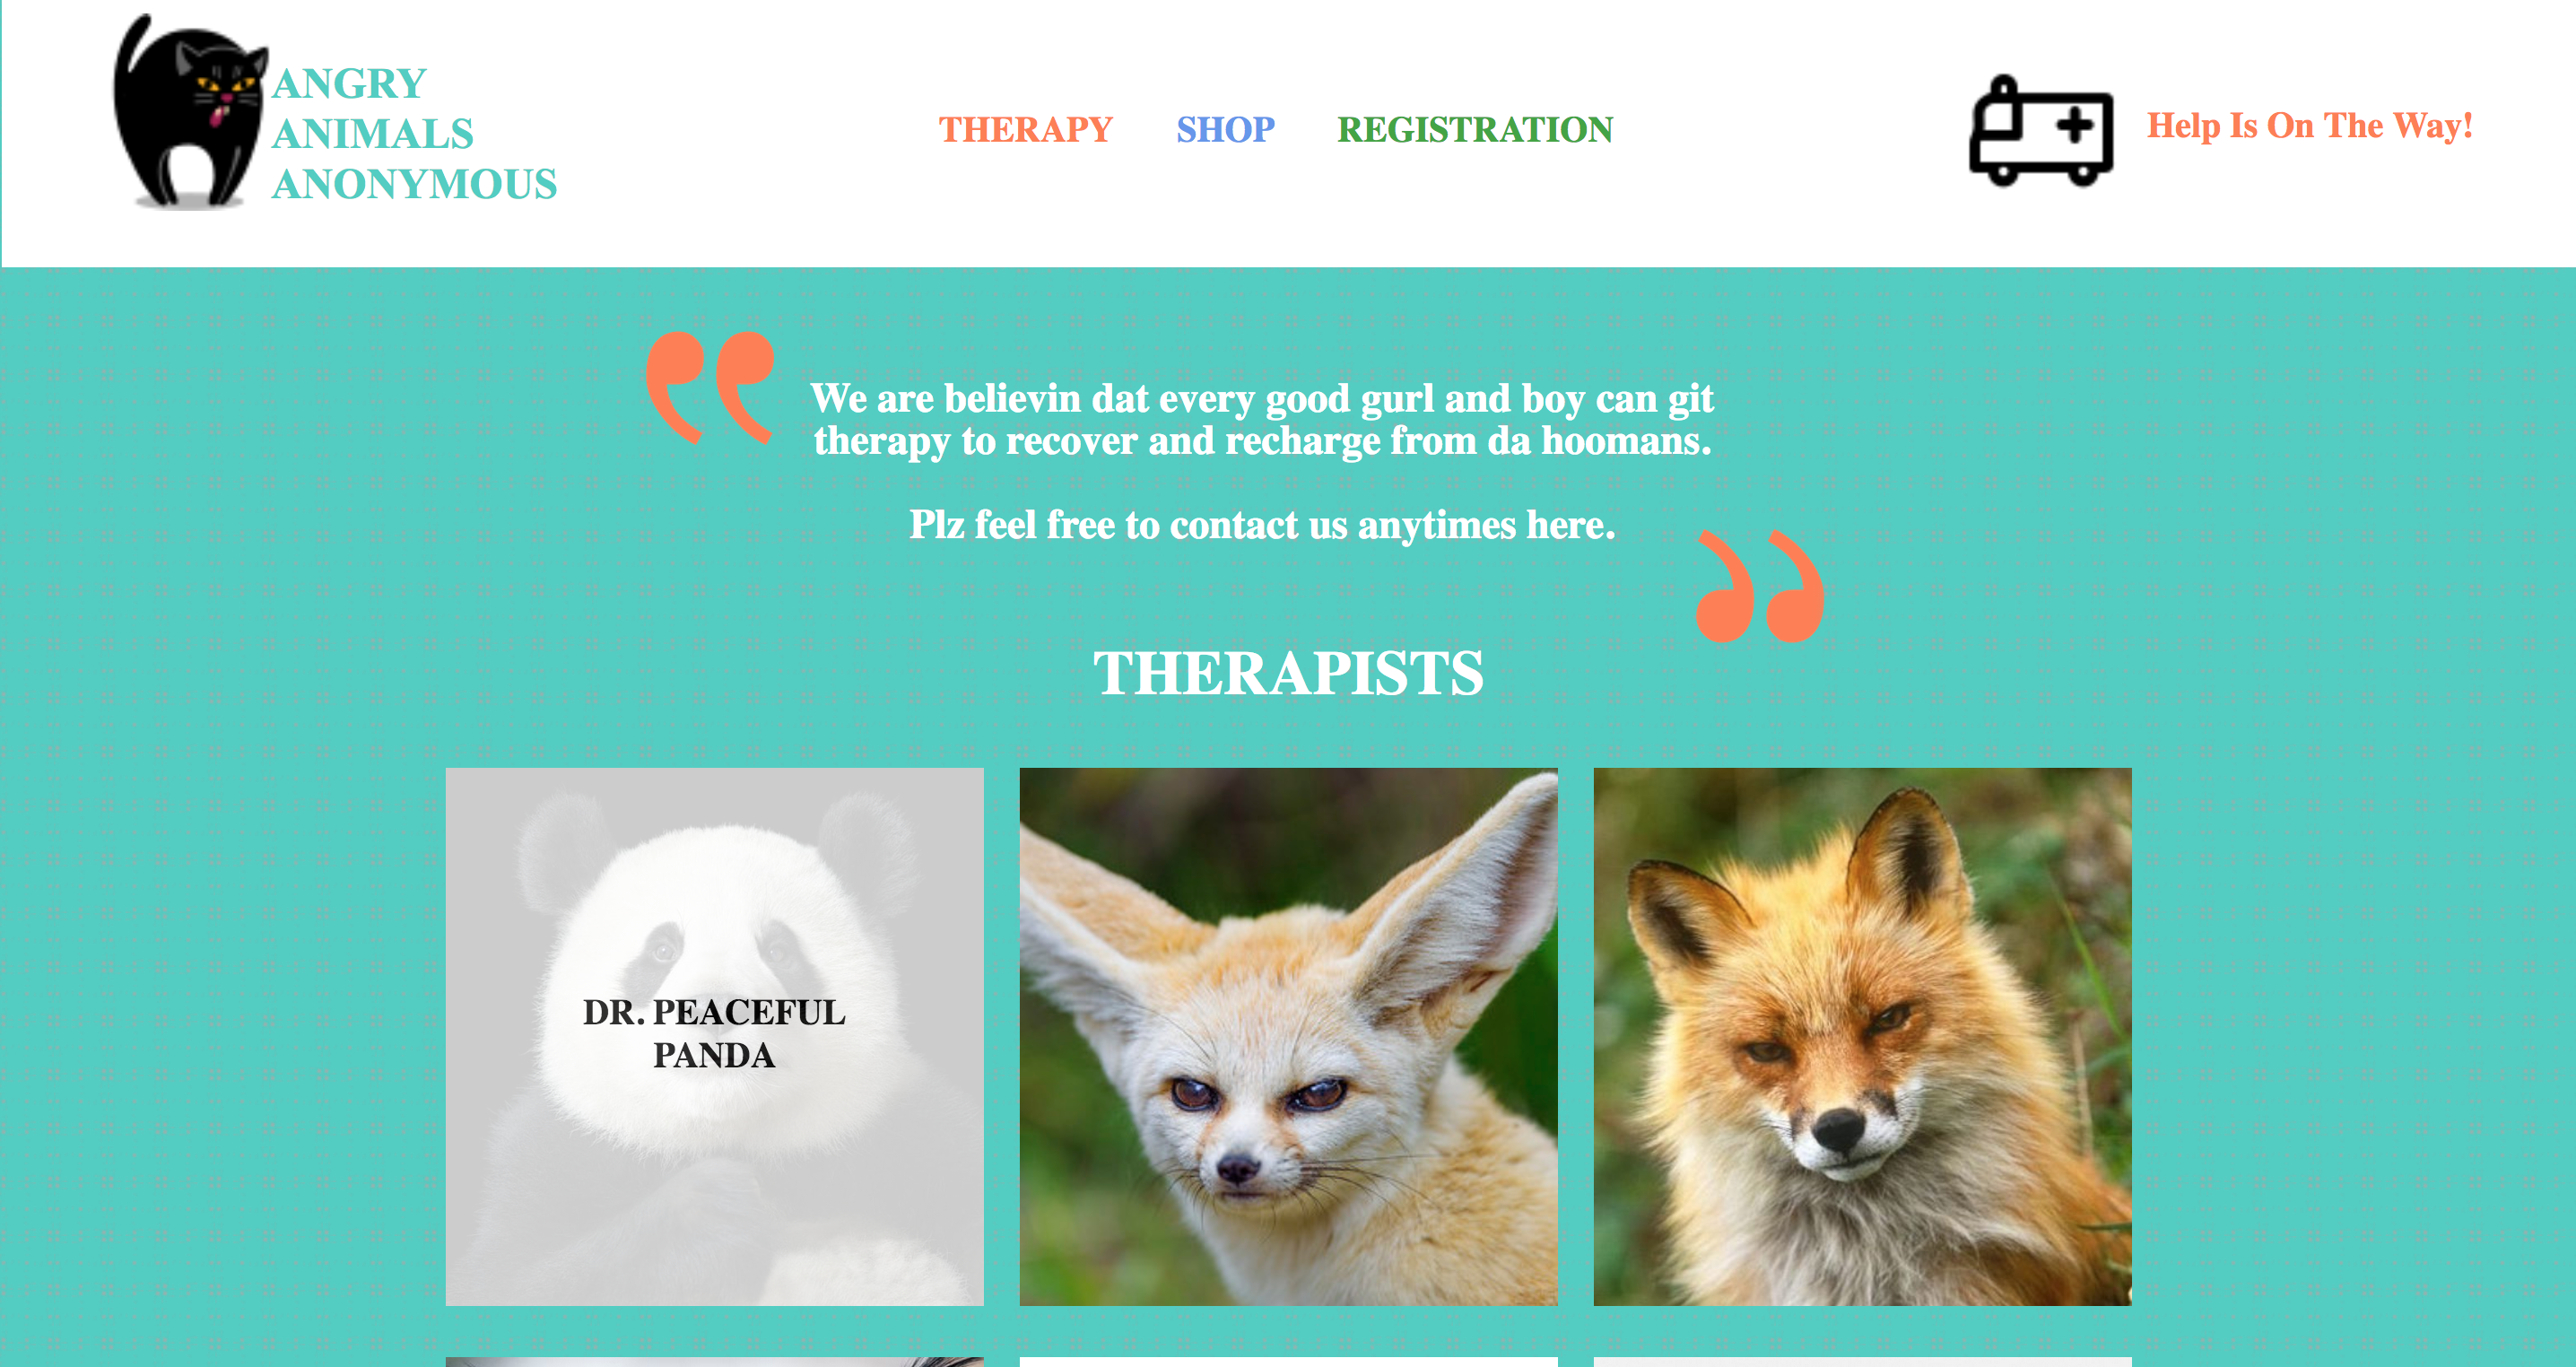 ANGRY
ANIMALS
ANONYMOUS
THERAPY SHOP REGISTRATION
Help Is On The Way!
We are believin dat every good gurl and boy can git
therapy to recover and recharge from da hoomans.
Plz feel free to contact us anytimes here.
THERAPISTS
DR. PEACEFUL
PANDA